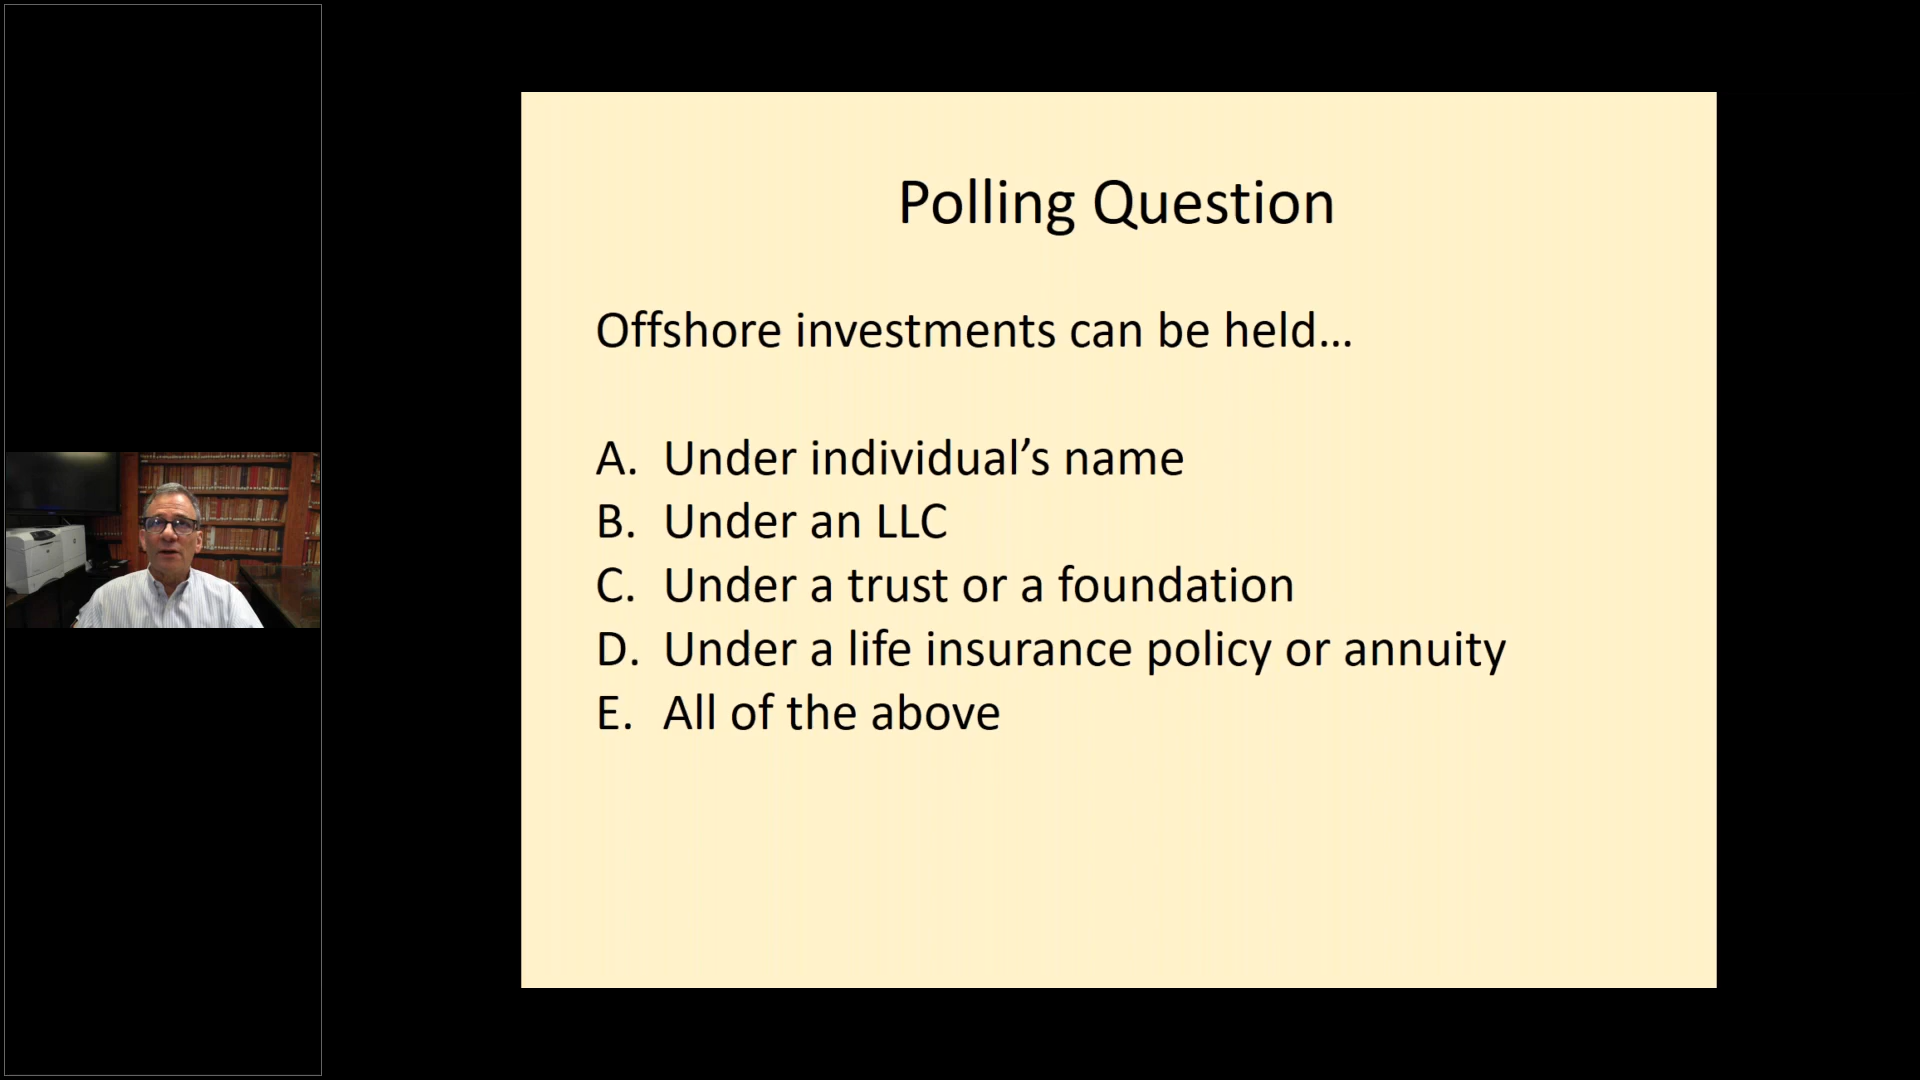 Polling Question
Offshore investments can be held...
A. Under individual’s name
B. Under an LLC
C. Under a trust or a foundation
D. Under a life insurance policy or annuity
E. All of the above